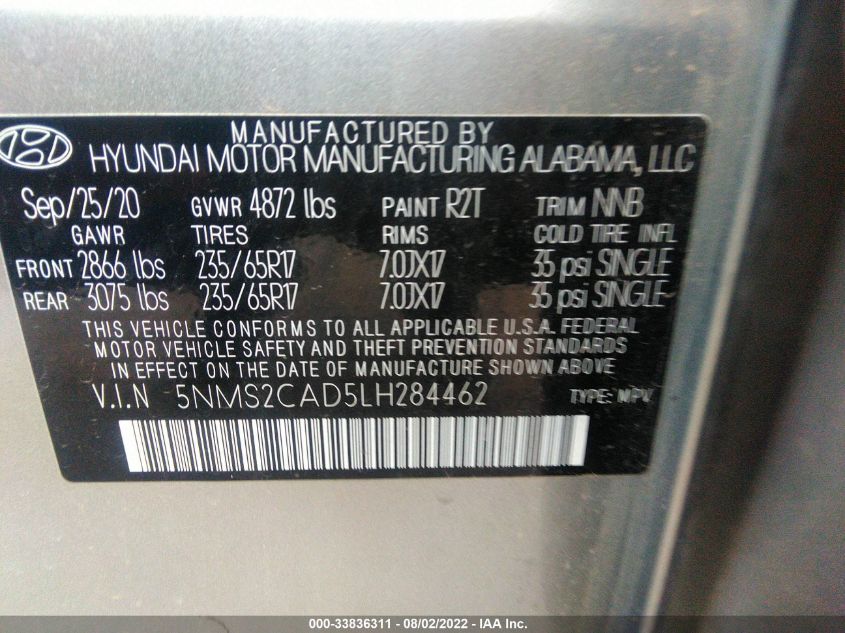 MANUFACTURED BY
HYUNDAI MOTOR MANUFACTURING ALABAMA, LLC
Sep/25/20 GVWR 4872 lbs PAINT R2T TRIM NNB
GAWR TIRES RIMS COLD TIRE INFL
FRONT 2866 lbs 235/65R17 7.0JX17 35 psi SINGLE
REAR 3075 lbs 235/65R17 7.0JX17 35 psi SINGLE
THIS VEHICLE CONFORMS TO ALL APPLICABLE U.S.A. FEDERAL
MOTOR VEHICLE SAFETY AND THEFT PREVENTION STANDARDS
IN EFFECT ON THE DATE OF MANUFACTURE SHOWN ABOVE
V.I.N 5NMS2CAD5LH284462 TYPE: MPV
000-33836311 - 08/02/2022 - IAA Inc.